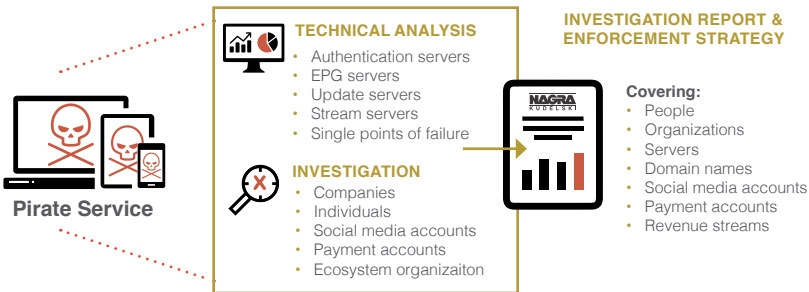 Pirate Service
TECHNICAL ANALYSIS
• Authentication servers
• EPG servers
• Update servers
• Stream servers
• Single points of failure
INVESTIGATION
• Companies
• Individuals
• Social media accounts
• Payment accounts
• Ecosystem organizaiton
NAGRA
KUDELSKI
INVESTIGATION REPORT &
ENFORCEMENT STRATEGY
Covering:
• People
• Organizations
• Servers
• Domain names
• Social media accounts
• Payment accounts
• Revenue streams